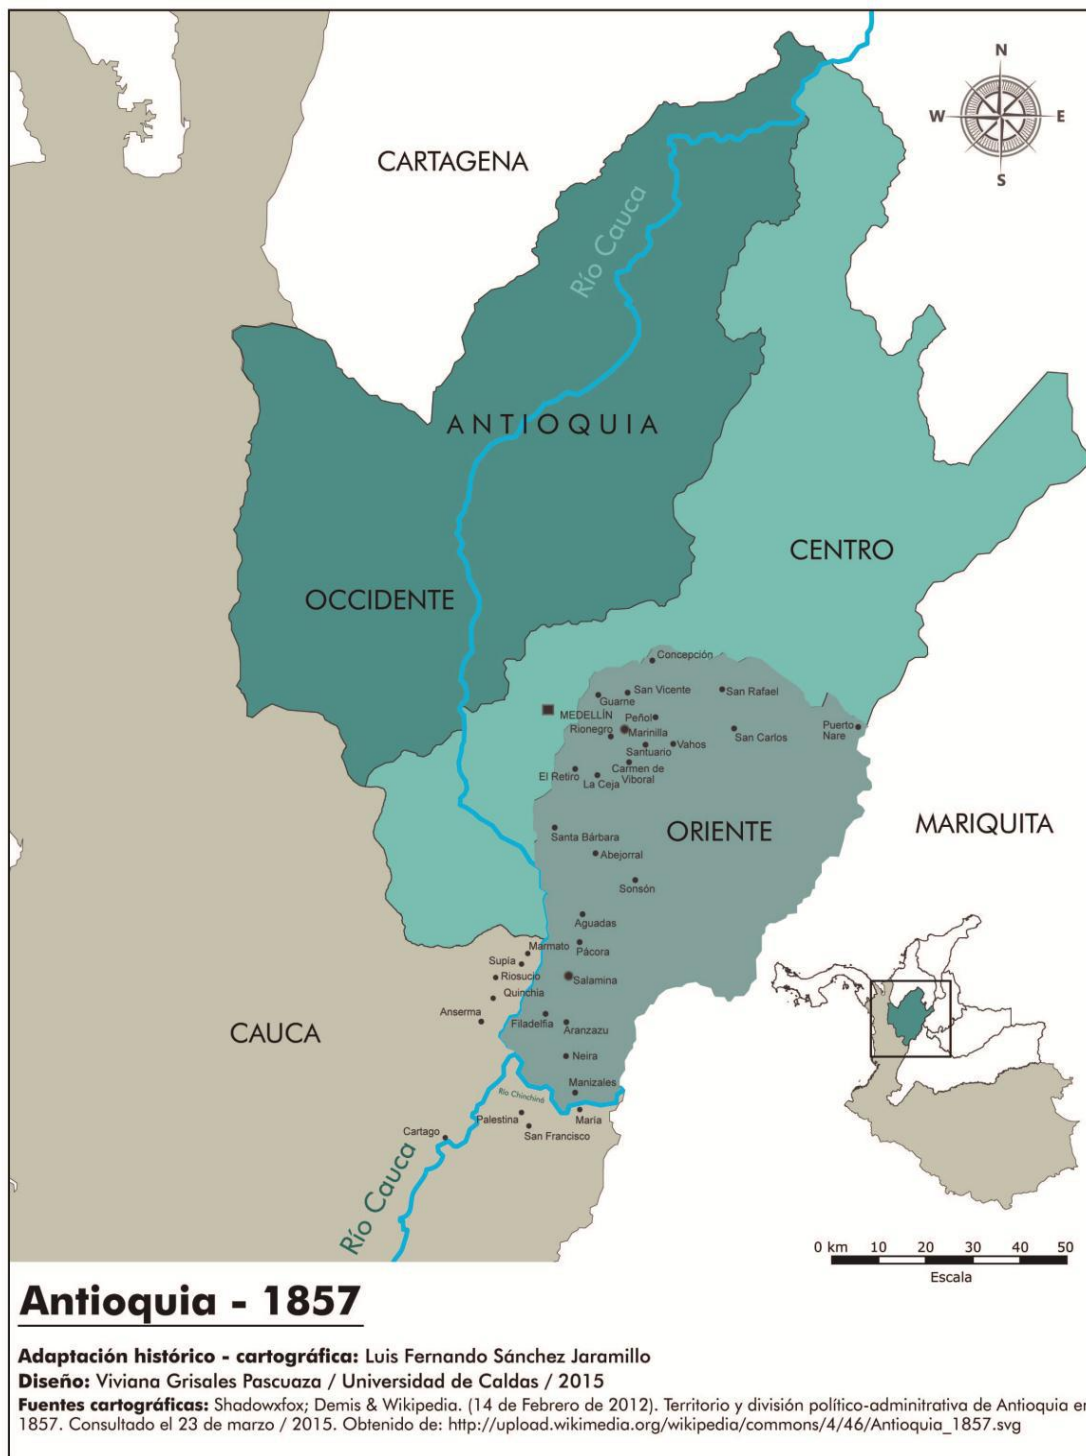 N
W
E
S
CARTAGENA
Río Cauca
ANTIOQUIA
CENTRO
OCCIDENTE
Concepción
San Vicente
San Rafael
Guarne
MEDELLÍN
Peñol
Puerto
Nare
Rionegro
Marinilla
San Carlos
Santuario
Vahos
El Retiro
Carmen de
Viboral
La Ceja
MARIQUITA
ORIENTE
Santa Bárbara
Abejorral
Sonsón
Aguadas
Marmato
Pácora
Supía
Riosucio
Salamina
Quinchía
Anserma
Filadelfia
Aranzazu
CAUCA
Neira
Manizales
Río Chinchiná
Palestina
María
Cartago
San Francisco
Río Cauca
0 km 10 20 30 40 50
Escala
Antioquia - 1857
Adaptación histórico - cartográfica: Luis Fernando Sánchez Jaramillo
Diseño: Viviana Grisales Pascuaza / Universidad de Caldas / 2015
Fuentes cartográficas: Shadowxfox; Demis & Wikipedia. (14 de Febrero de 2012). Territorio y división político-adminitrativa de Antioquia en
1857. Consultado el 23 de marzo / 2015. Obtenido de: http://upload.wikimedia.org/wikipedia/commons/4/46/Antioquia_1857.svg